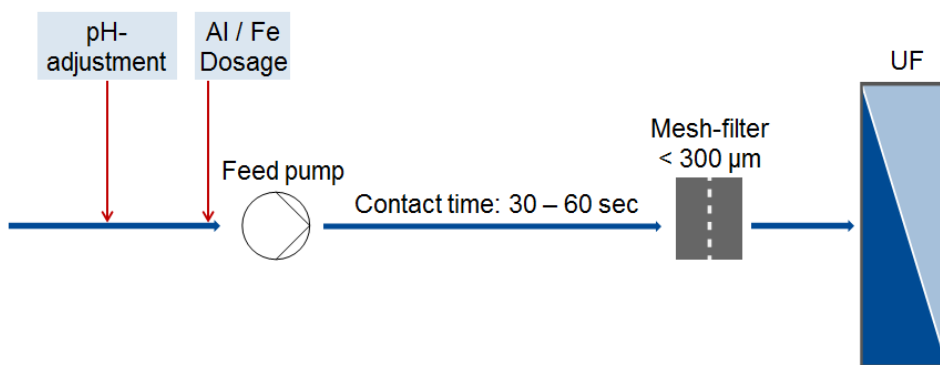 pH-
adjustment
Al / Fe
Dosage
UF
Mesh-filter
< 300 µm
Feed pump
Contact time: 30 – 60 sec